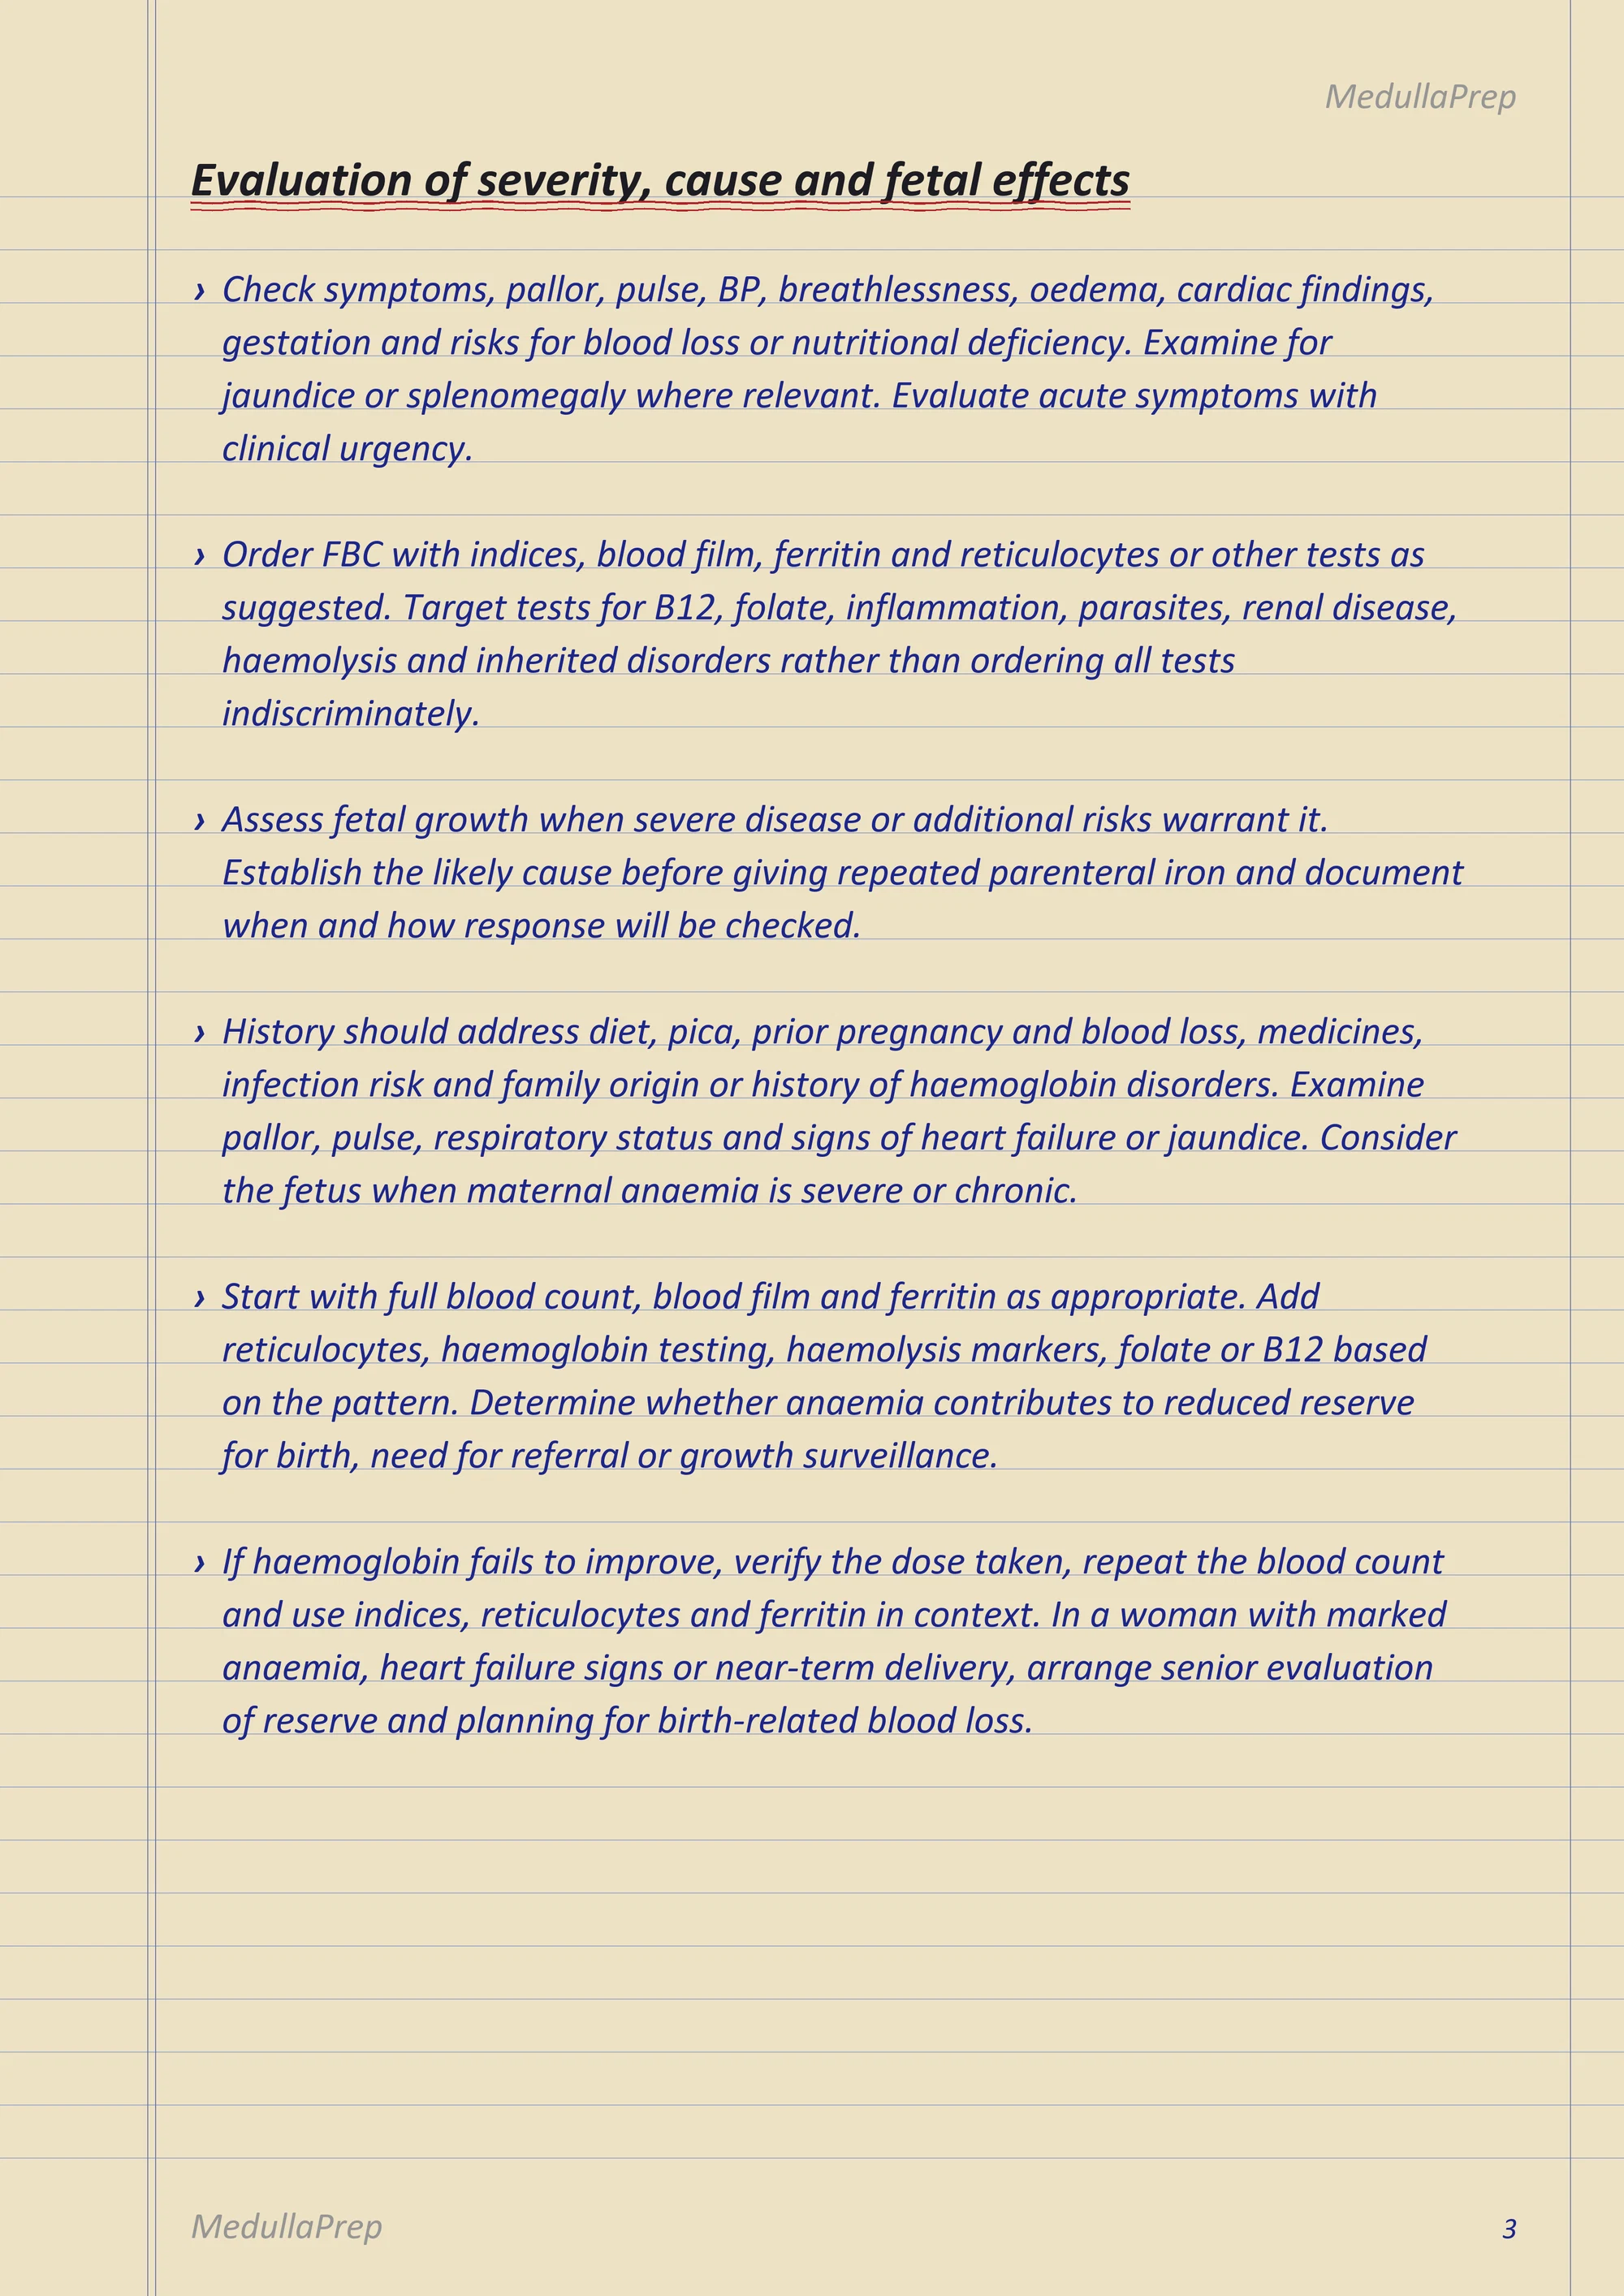 MedullaPrep
Evaluation of severity, cause and fetal effects
› Check symptoms, pallor, pulse, BP, breathlessness, oedema, cardiac findings,
gestation and risks for blood loss or nutritional deficiency. Examine for
jaundice or splenomegaly where relevant. Evaluate acute symptoms with
clinical urgency.
› Order FBC with indices, blood film, ferritin and reticulocytes or other tests as
suggested. Target tests for B12, folate, inflammation, parasites, renal disease,
haemolysis and inherited disorders rather than ordering all tests
indiscriminately.
› Assess fetal growth when severe disease or additional risks warrant it.
Establish the likely cause before giving repeated parenteral iron and document
when and how response will be checked.
› History should address diet, pica, prior pregnancy and blood loss, medicines,
infection risk and family origin or history of haemoglobin disorders. Examine
pallor, pulse, respiratory status and signs of heart failure or jaundice. Consider
the fetus when maternal anaemia is severe or chronic.
› Start with full blood count, blood film and ferritin as appropriate. Add
reticulocytes, haemoglobin testing, haemolysis markers, folate or B12 based
on the pattern. Determine whether anaemia contributes to reduced reserve
for birth, need for referral or growth surveillance.
› If haemoglobin fails to improve, verify the dose taken, repeat the blood count
and use indices, reticulocytes and ferritin in context. In a woman with marked
anaemia, heart failure signs or near-term delivery, arrange senior evaluation
of reserve and planning for birth-related blood loss.
MedullaPrep
3